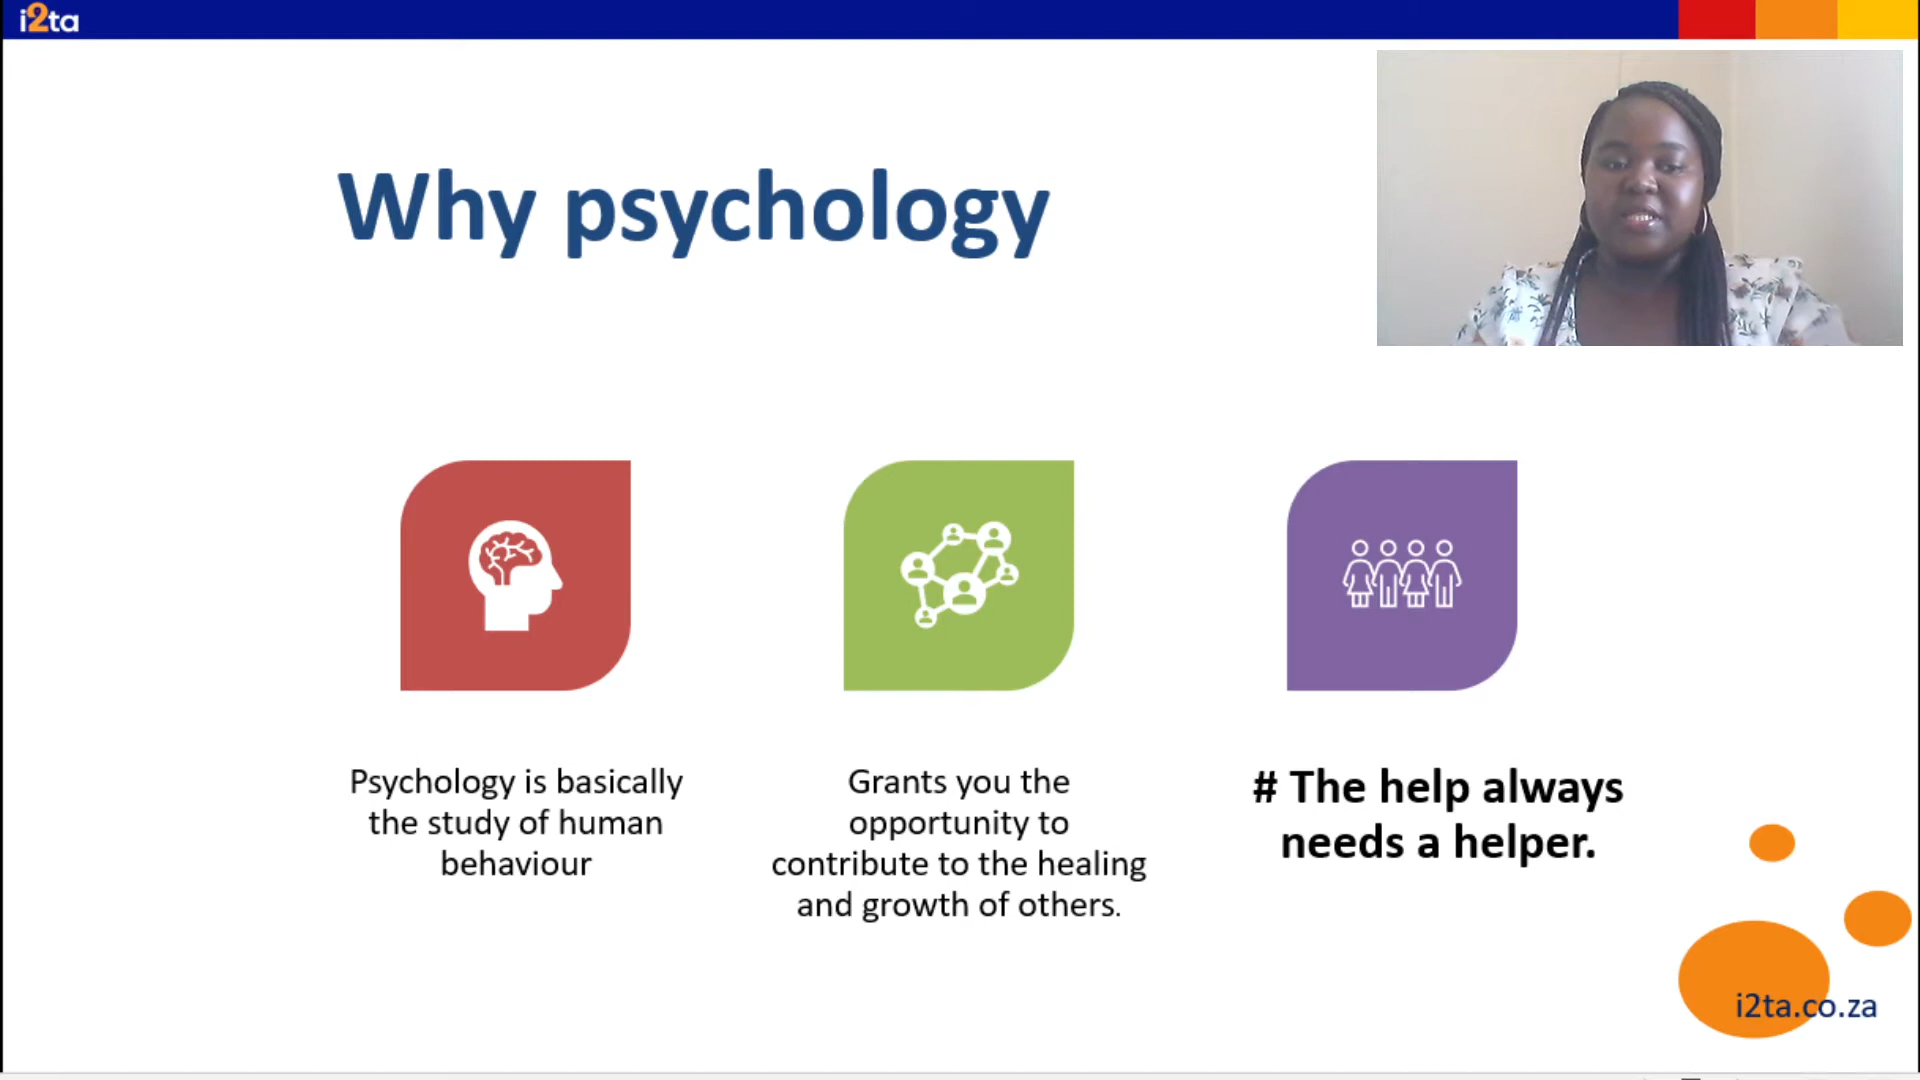 i2ta
Why psychology
Psychology is basically
the study of human
behaviour
Grants you the
opportunity to
contribute to the healing
and growth of others.
# The help always
needs a helper.
i2ta.co.za